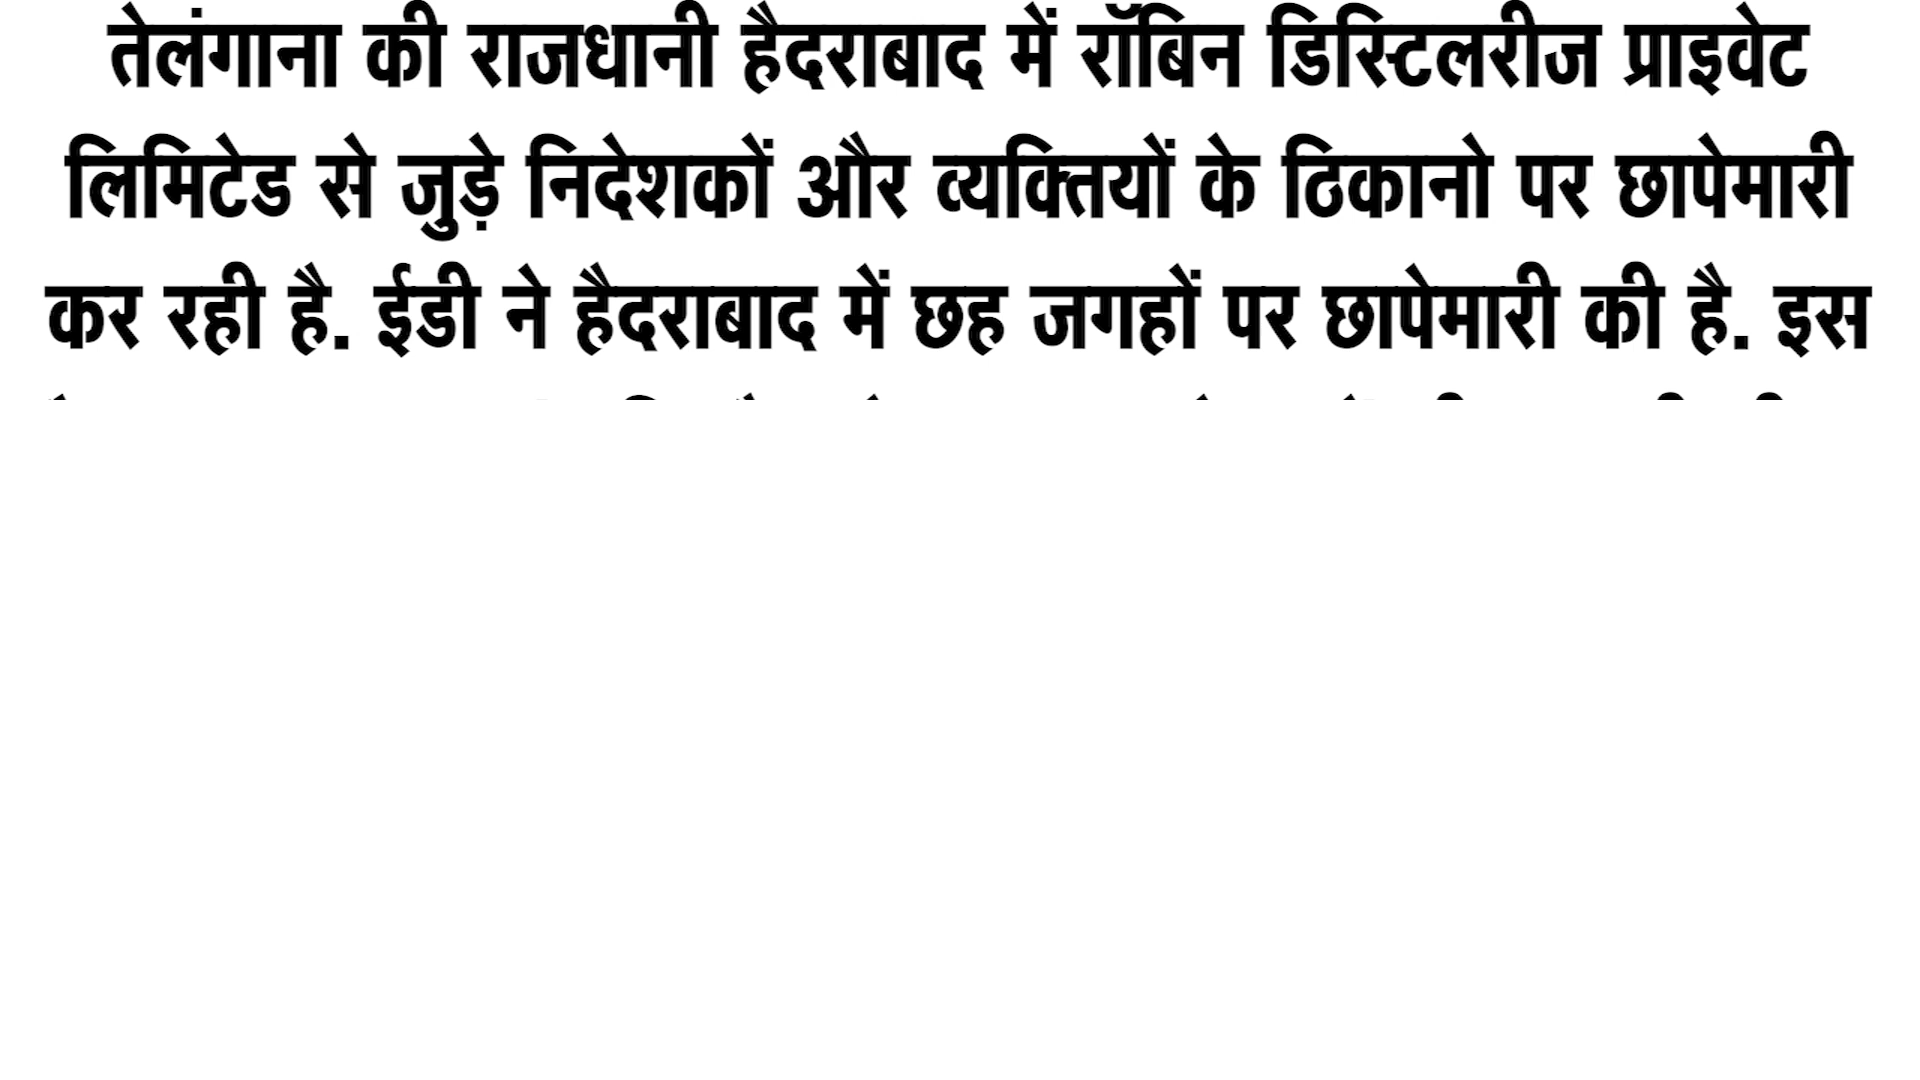 तेलंगाना की राजधानी हैदराबाद में रॉबिन डिस्टिलरीज प्राइवेट
लिमिटेड से जुड़े निदेशकों और व्यक्तियों के ठिकानो पर छापेमारी
कर रही है. ईडी ने हैदराबाद में छह जगहों पर छापेमारी की है. इस